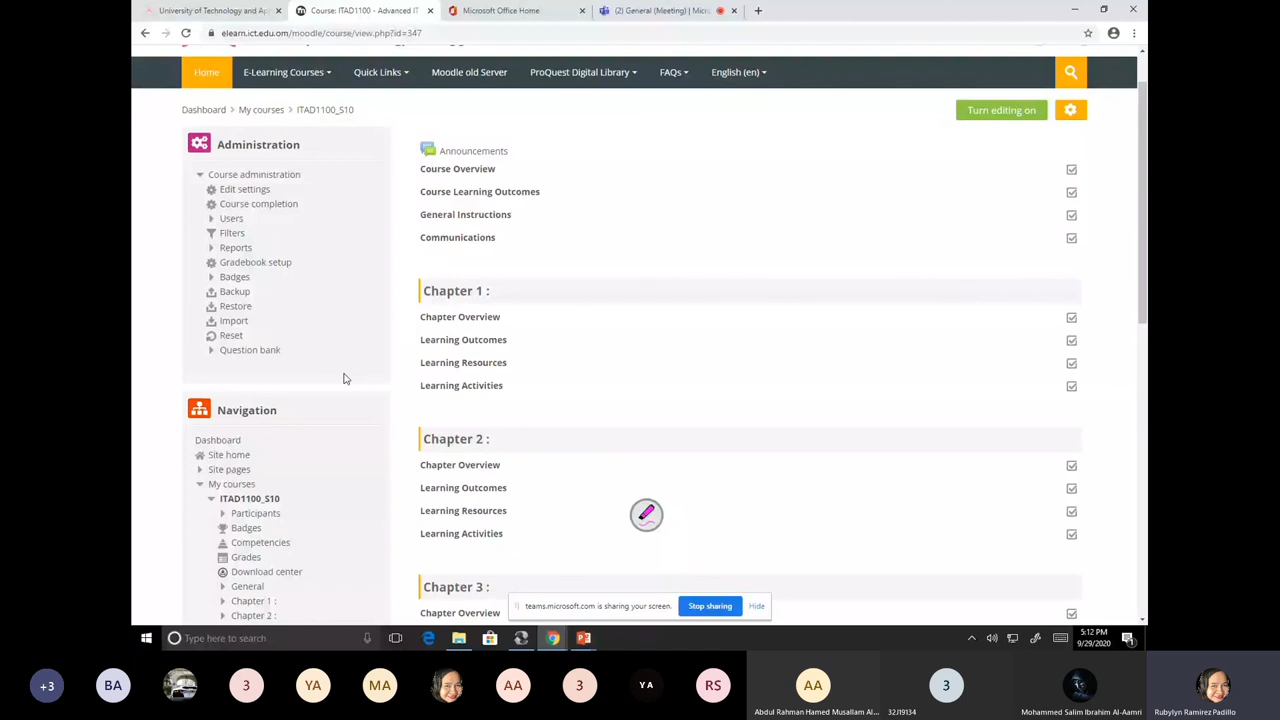 University of Technology and Ap
Course: ITAD1100 - Advanced IT
Microsoft Office Home
(2) General (Meeting) | Micr
elearn.ict.edu.om/moodle/course/view.php?id=347
Home
E-Learning Courses
Quick Links
Moodle old Server
ProQuest Digital Library
FAQs
English (en)
Dashboard > My courses > ITAD1100_S10
Turn editing on
Administration
Course administration
Edit settings
Course completion
Users
Filters
Reports
Gradebook setup
Badges
Backup
Restore
Import
Reset
Question bank
Navigation
Dashboard
Site home
Site pages
My courses
ITAD1100_S10
Participants
Badges
Competencies
Grades
Download center
General
Chapter 1 :
Chapter 2 :
Announcements
Course Overview
Course Learning Outcomes
General Instructions
Communications
Chapter 1 :
Chapter Overview
Learning Outcomes
Learning Resources
Learning Activities
Chapter 2 :
Chapter Overview
Learning Outcomes
Learning Resources
Learning Activities
Chapter 3 :
Chapter Overview
teams.microsoft.com is sharing your screen.
Stop sharing
Hide
Type here to search
5:12 PM
9/29/2020
+3
BA
3
YA
MA
AA
3
Y A
RS
AA
3
Abdul Rahman Hamed Musallam Al...
32J19134
Mohammed Salim Ibrahim Al-Aamri
Rubylyn Ramirez Padillo